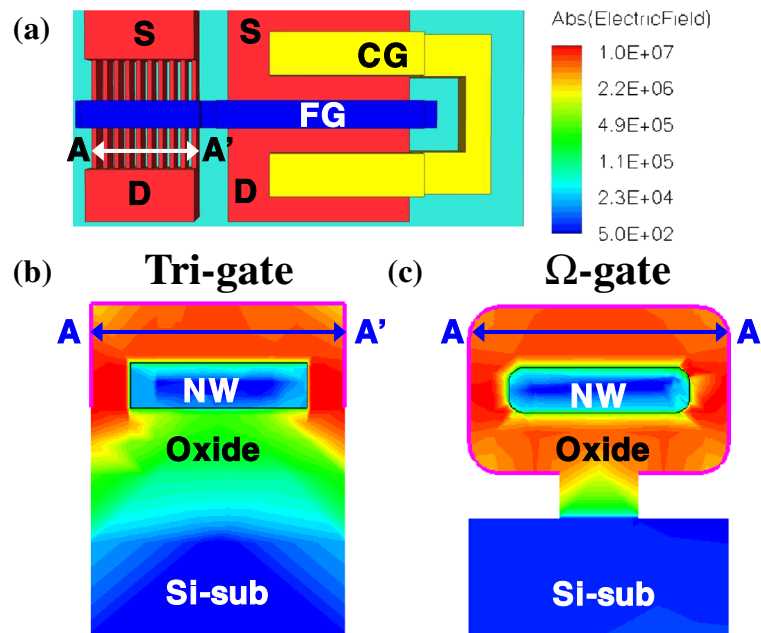 (a)
S
S
CG
FG
A
A'
D
D
Abs(ElectricField)
1.0E+07
2.2E+06
4.9E+05
1.1E+05
2.3E+04
5.0E+02
(b)
Tri-gate
A
A'
NW
Oxide
Si-sub
(c)
Ω-gate
A
A
NW
Oxide
Si-sub